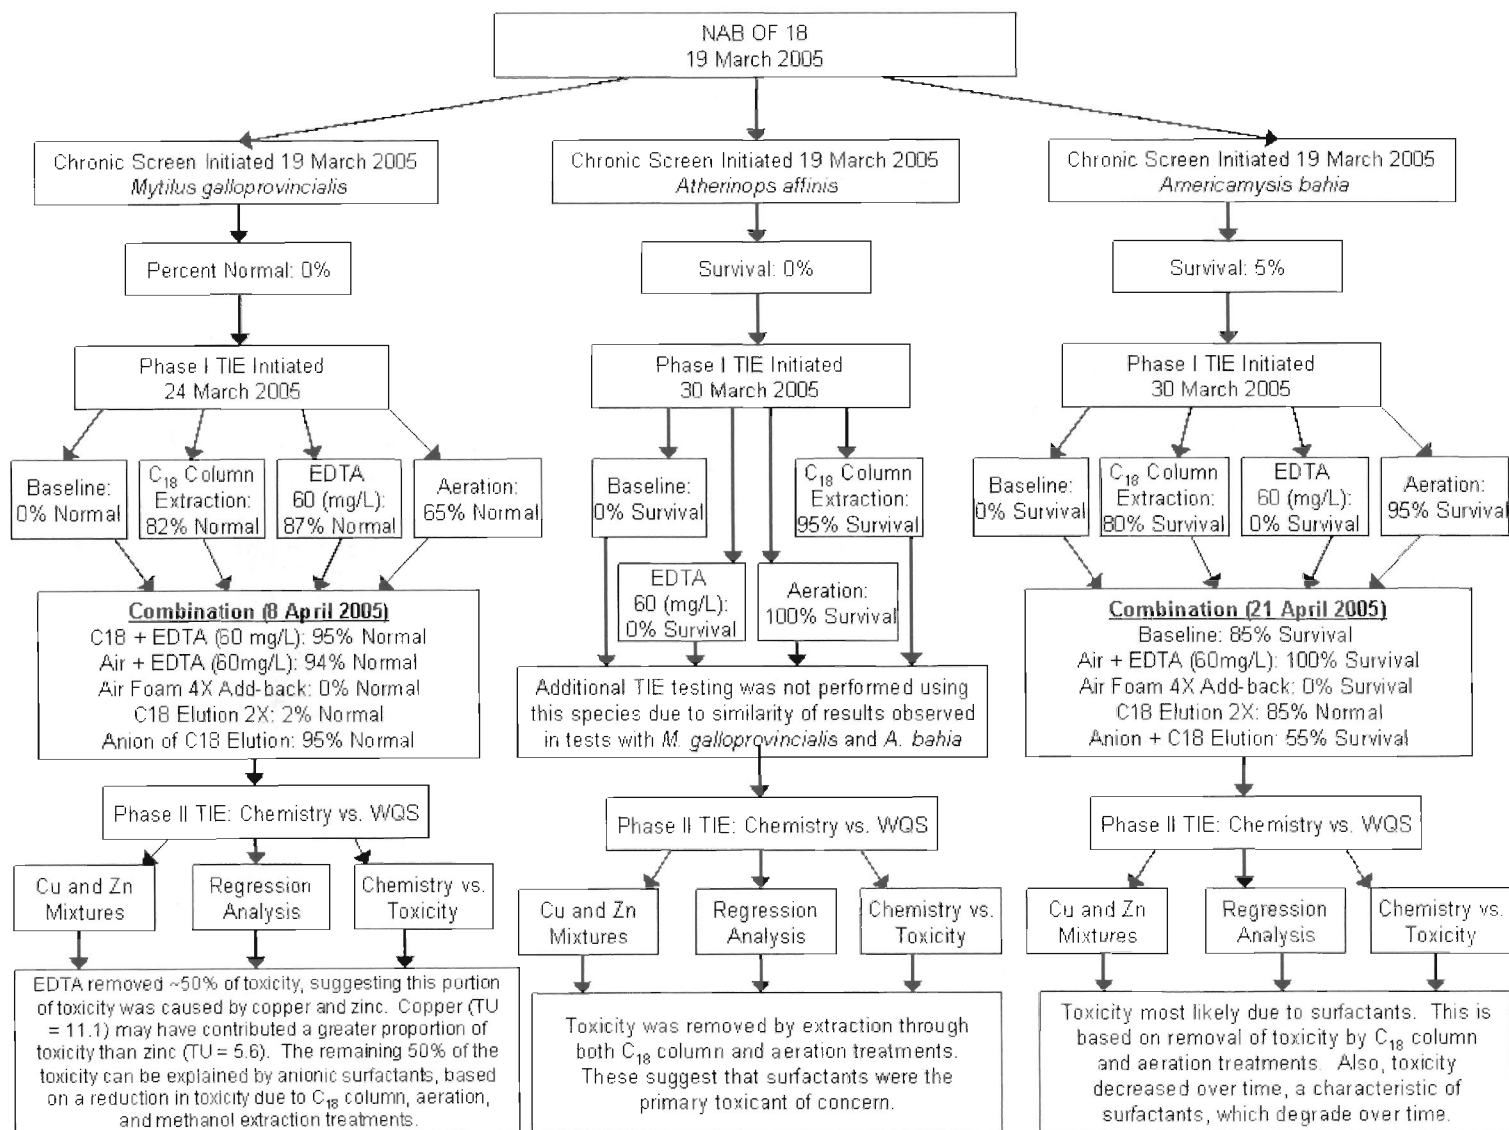 NAB OF 18
19 March 2005
Chronic Screen Initiated 19 March 2005
Mytilus galloprovincialis
Chronic Screen Initiated 19 March 2005
Atherinops affinis
Chronic Screen Initiated 19 March 2005
Americamysis bahia
Percent Normal: 0%
Survival: 0%
Survival: 5%
Phase I TIE Initiated
24 March 2005
Phase I TIE Initiated
30 March 2005
Phase I TIE Initiated
30 March 2005
Baseline:
0% Normal
C18 Column
Extraction:
82% Normal
EDTA
60 (mg/L):
87% Normal
Aeration:
65% Normal
Baseline:
0% Survival
C18 Column
Extraction:
95% Survival
EDTA
60 (mg/L):
0% Survival
Aeration:
100% Survival
Baseline:
0% Survival
C18 Column
Extraction:
80% Survival
EDTA
60 (mg/L):
0% Survival
Aeration:
95% Survival
Combination (8 April 2005)
C18 + EDTA (60 mg/L): 95% Normal
Air + EDTA (60mg/L): 94% Normal
Air Foam 4X Add-back: 0% Normal
C18 Elution 2X: 2% Normal
Anion of C18 Elution: 95% Normal
Additional TIE testing was not performed using
this species due to similarity of results observed
in tests with M. galloprovincialis and A. bahia
Combination (21 April 2005)
Baseline: 85% Survival
Air + EDTA (60mg/L): 100% Survival
Air Foam 4X Add-back: 0% Survival
C18 Elution 2X: 85% Normal
Anion + C18 Elution: 55% Survival
Phase II TIE: Chemistry vs. WQS
Phase II TIE: Chemistry vs. WQS
Phase II TIE: Chemistry vs. WQS
Cu and Zn
Mixtures
Regression
Analysis
Chemistry vs.
Toxicity
Cu and Zn
Mixtures
Regression
Analysis
Chemistry vs.
Toxicity
Cu and Zn
Mixtures
Regression
Analysis
Chemistry vs.
Toxicity
EDTA removed ~50% of toxicity, suggesting this portion
of toxicity was caused by copper and zinc. Copper (TU
= 11.1) may have contributed a greater proportion of
toxicity than zinc (TU = 5.6). The remaining 50% of the
toxicity can be explained by anionic surfactants, based
on a reduction in toxicity due to C18 column, aeration,
and methanol extraction treatments.
Toxicity was removed by extraction through
both C18 column and aeration treatments.
These suggest that surfactants were the
primary toxicant of concern.
Toxicity most likely due to surfactants. This is
based on removal of toxicity by C18 column
and aeration treatments. Also, toxicity
decreased over time, a characteristic of
surfactants, which degrade over time.